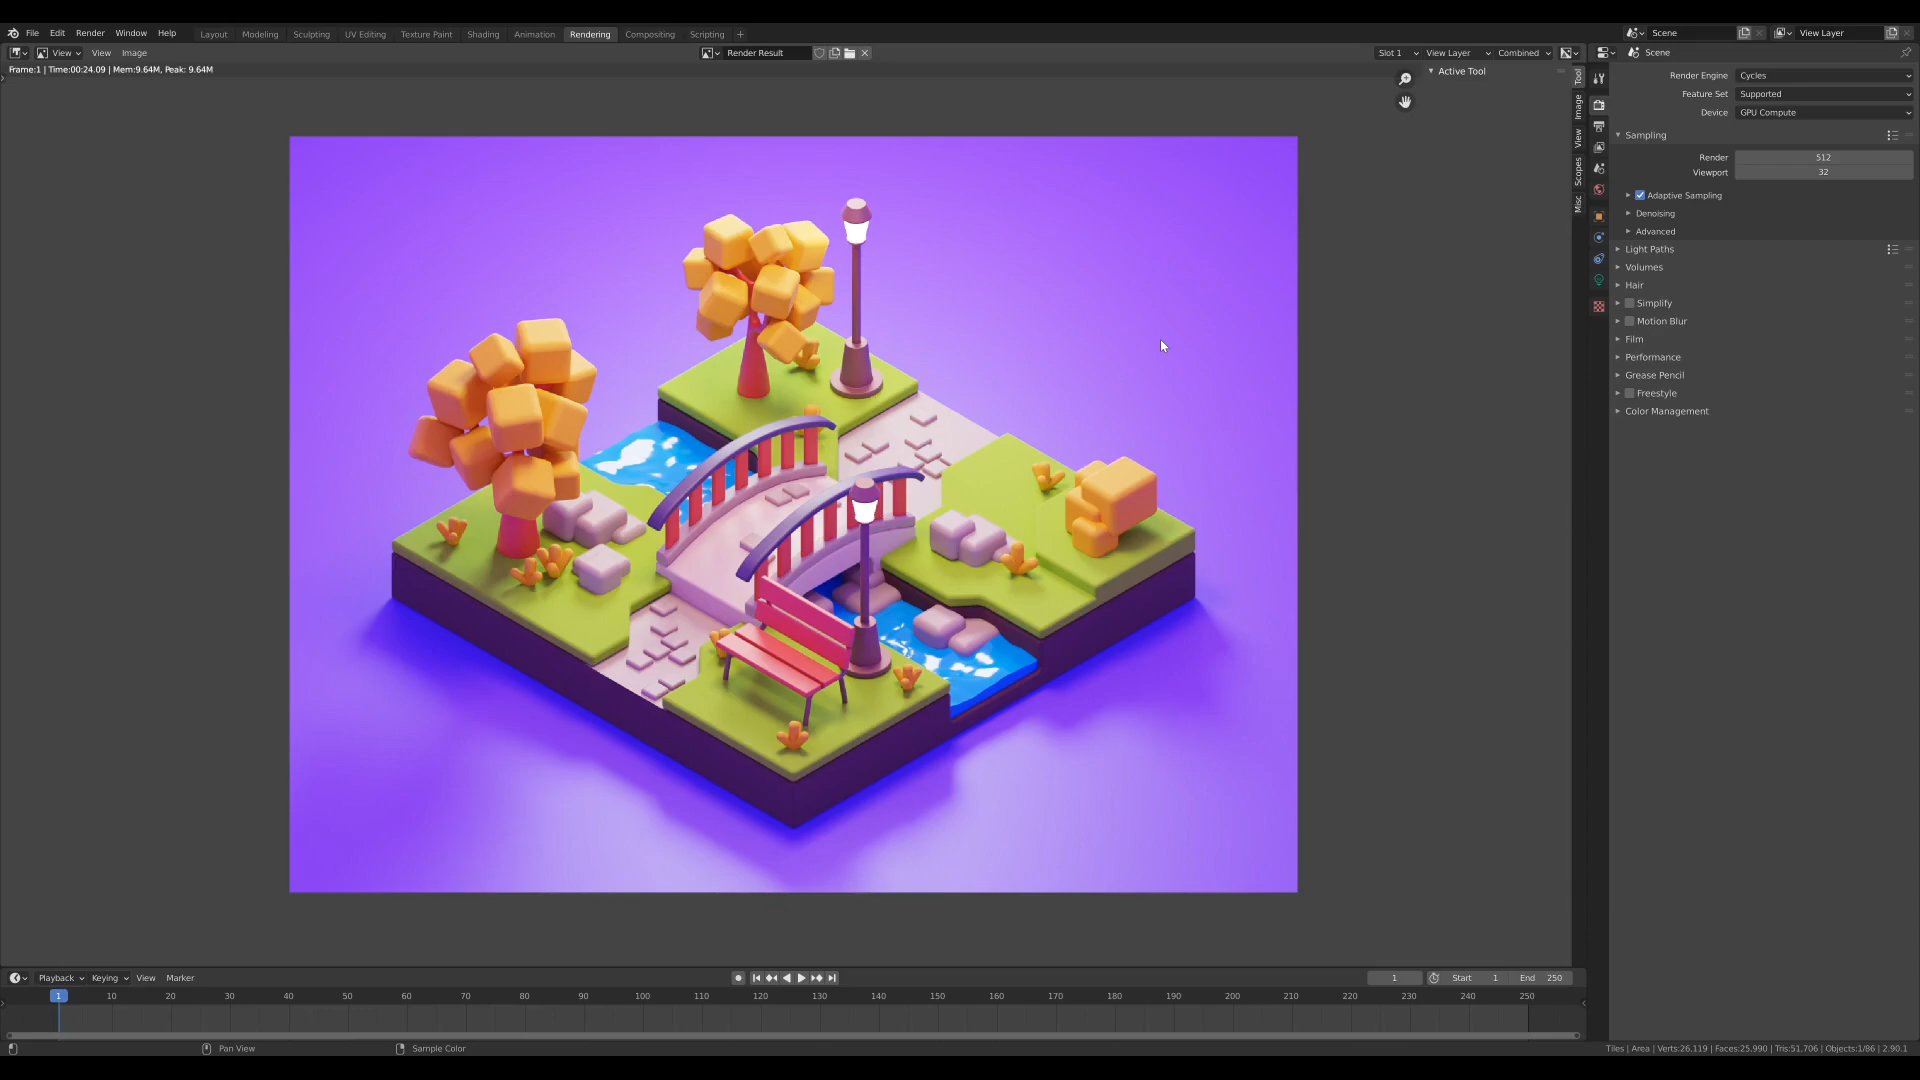 File Edit Render Window Help Layout Modeling Sculpting UV Editing Texture Paint Shading Animation Rendering Compositing Scripting + Scene View Layer
View View Image Render Result Slot 1 View Layer Combined Scene
Frame:1 | Time:00:24.09 | Mem:9.64M, Peak: 9.64M
Active Tool
Tool
Image
View
Scopes
Misc
Render Engine Cycles
Feature Set Supported
Device GPU Compute
Sampling
Render 512
Viewport 32
Adaptive Sampling
Denoising
Advanced
Light Paths
Volumes
Hair
Simplify
Motion Blur
Film
Performance
Grease Pencil
Freestyle
Color Management
Playback Keying View Marker 1 Start 1 End 250
1 10 20 30 40 50 60 70 80 90 100 110 120 130 140 150 160 170 180 190 200 210 220 230 240 250
Pan View Sample Color Tiles | Area | Verts:26,119 | Faces:25,990 | Tris:51,706 | Objects:1/86 | 2.90.1